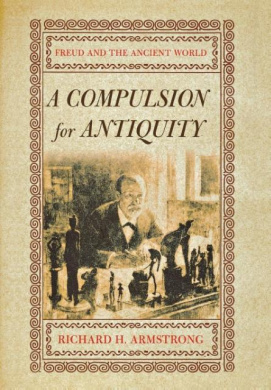 FREUD AND THE ANCIENT WORLD
A COMPULSION
for ANTIQUITY
RICHARD H. ARMSTRONG